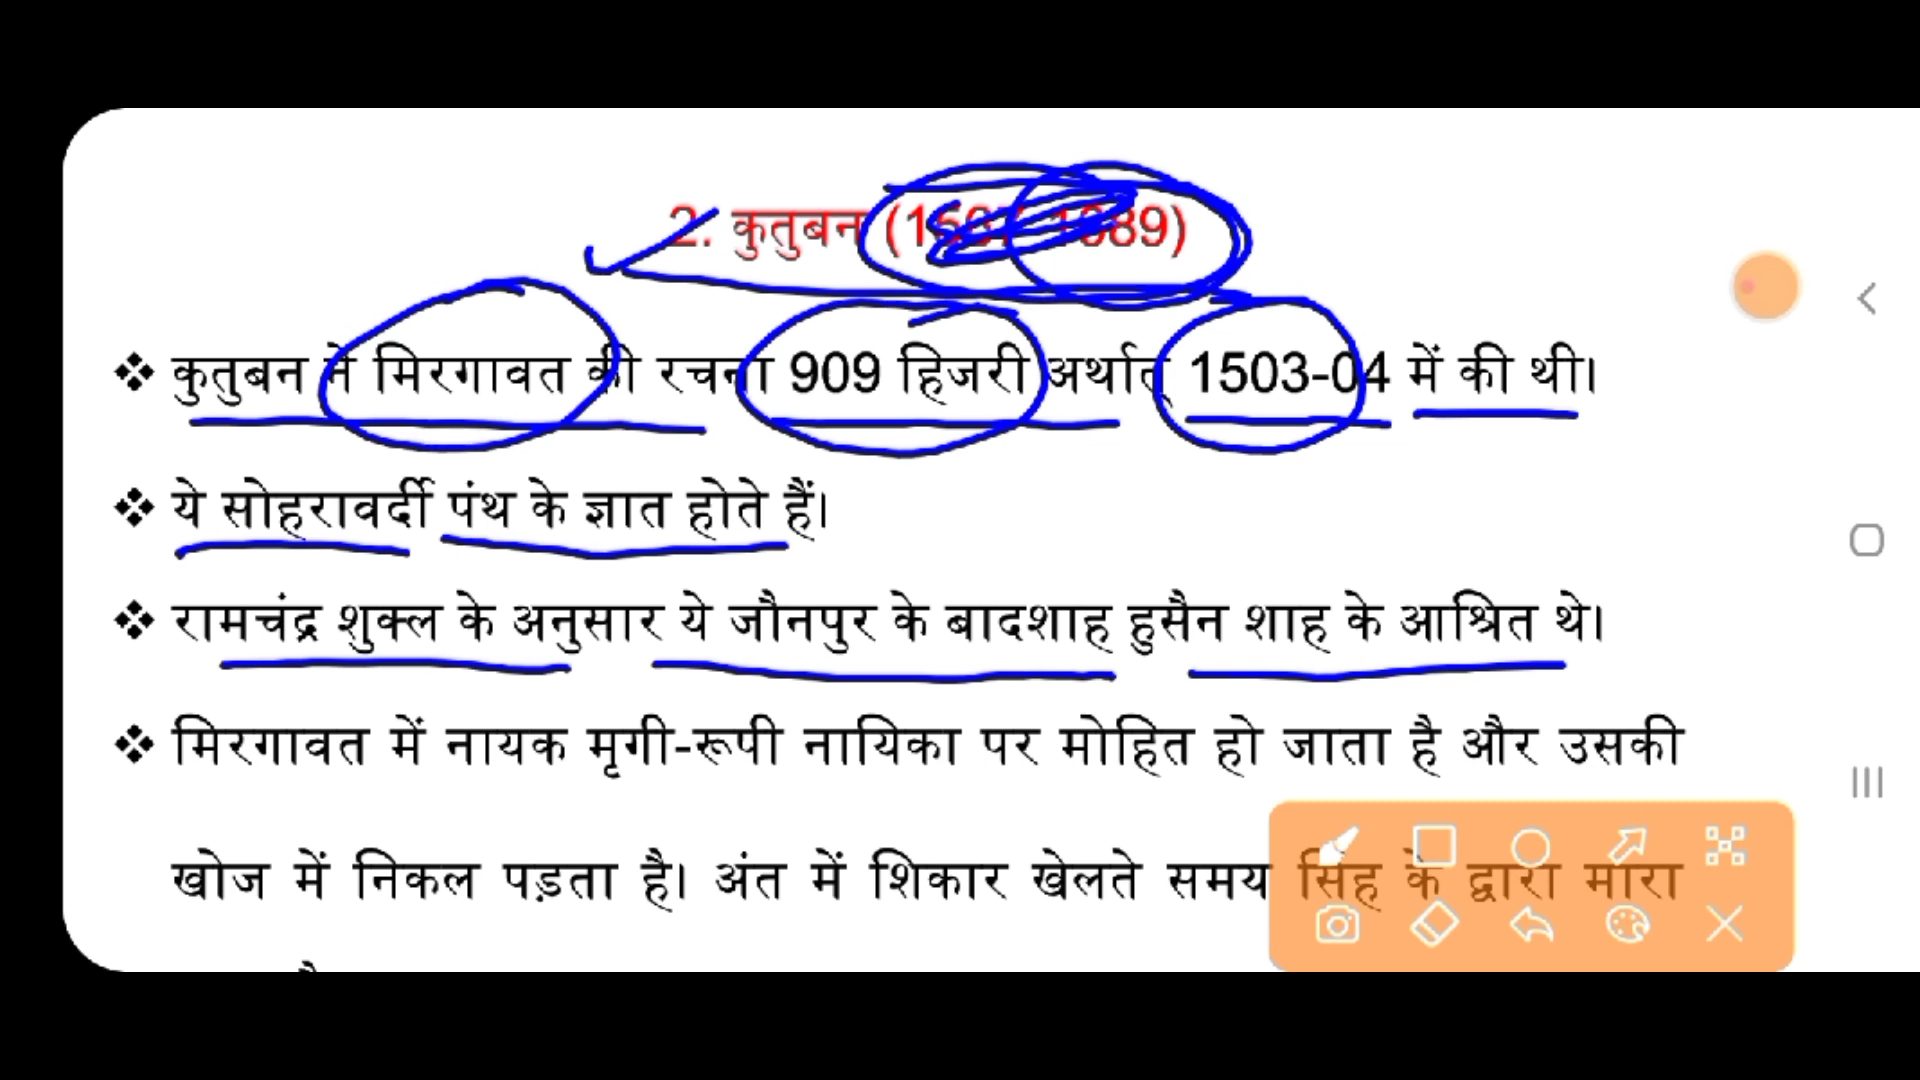 2. कुतुबन
कुतुबन ने मिरगावत की रचना 909 हिजरी अर्थात् 1503-04 में की थी।
ये सोहरावर्दी पंथ के ज्ञात होते हैं।
रामचंद्र शुक्ल के अनुसार ये जौनपुर के बादशाह हुसैन शाह के आश्रित थे।
मिरगावत में नायक मृगी-रूपी नायिका पर मोहित हो जाता है और उसकी
खोज में निकल पड़ता है। अंत में शिकार खेलते समय सिंह के द्वारा मारा